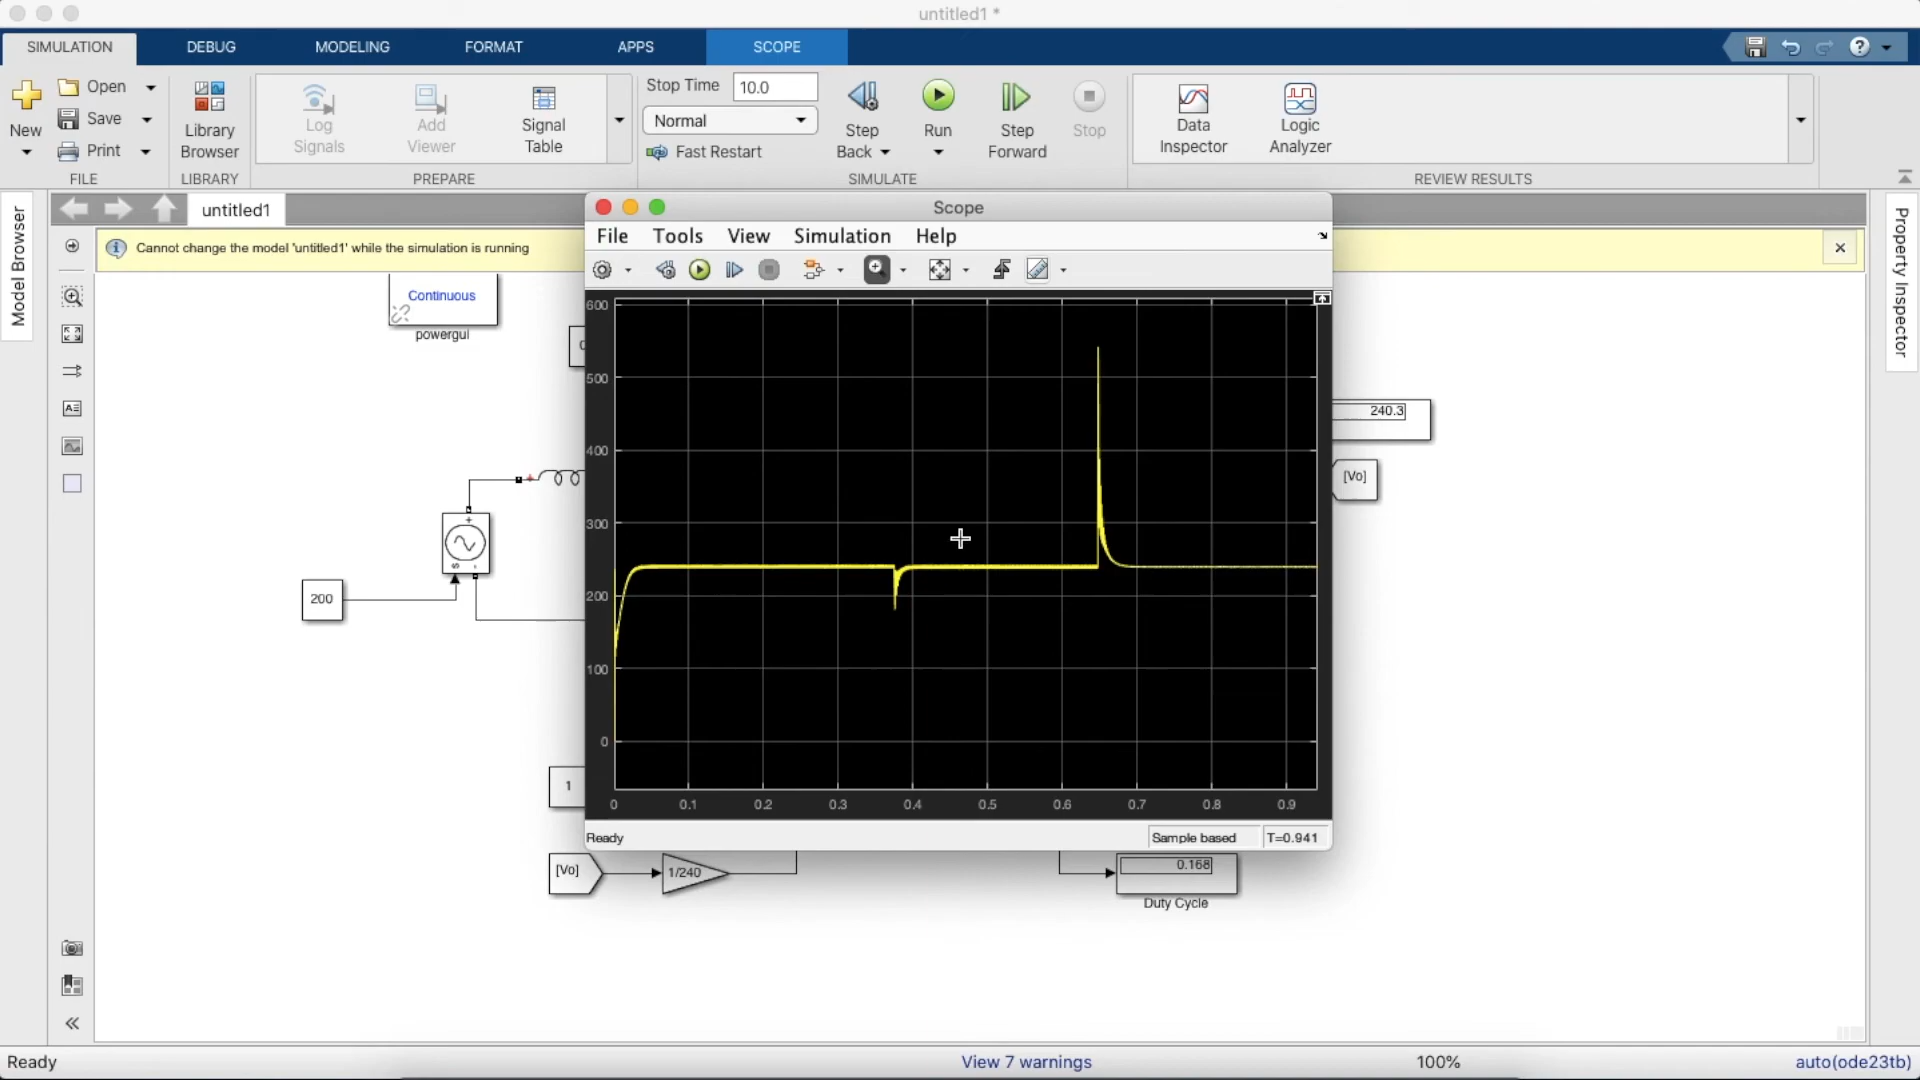 untitled1 *
SIMULATION DEBUG MODELING FORMAT APPS SCOPE
New
Open
Save
Print
FILE
Library Browser
LIBRARY
Log Signals
Add Viewer
Signal Table
PREPARE
Stop Time 10.0
Normal
Fast Restart
Step Back
Run
Step Forward
Stop
SIMULATE
Data Inspector
Logic Analyzer
REVIEW RESULTS
Model Browser
untitled1
Property Inspector
Cannot change the model 'untitled1' while the simulation is running
Continuous
powergui
200
1
[Vo]
1/240
Scope
File Tools View Simulation Help
600
500
400
300
200
100
0
0 0.1 0.2 0.3 0.4 0.5 0.6 0.7 0.8 0.9
Ready
Sample based
T=0.941
240.3
[Vo]
0.168
Duty Cycle
Ready
View 7 warnings
100%
auto(ode23tb)